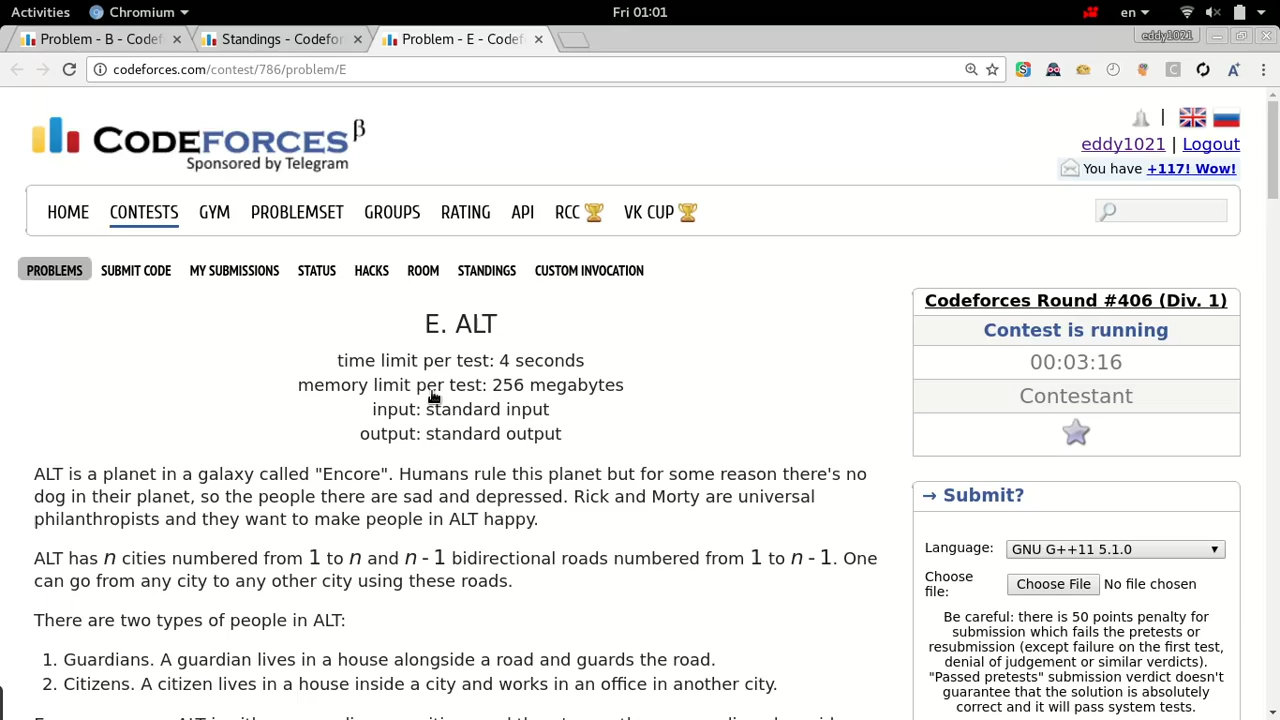 Activities Chromium Fri 01:01 en
Problem - B - Codef Standings - Codefor Problem - E - Codef eddy1021
codeforces.com/contest/786/problem/E
CODEFORCES β
Sponsored by Telegram
eddy1021 | Logout
You have +117! Wow!
HOME CONTESTS GYM PROBLEMSET GROUPS RATING API RCC VK CUP
PROBLEMS SUBMIT CODE MY SUBMISSIONS STATUS HACKS ROOM STANDINGS CUSTOM INVOCATION
E. ALT
time limit per test: 4 seconds
memory limit per test: 256 megabytes
input: standard input
output: standard output
ALT is a planet in a galaxy called "Encore". Humans rule this planet but for some reason there's no
dog in their planet, so the people there are sad and depressed. Rick and Morty are universal
philanthropists and they want to make people in ALT happy.
ALT has n cities numbered from 1 to n and n - 1 bidirectional roads numbered from 1 to n - 1. One
can go from any city to any other city using these roads.
There are two types of people in ALT:
1. Guardians. A guardian lives in a house alongside a road and guards the road.
2. Citizens. A citizen lives in a house inside a city and works in an office in another city.
Codeforces Round #406 (Div. 1)
Contest is running
00:03:16
Contestant
→ Submit?
Language: GNU G++11 5.1.0
Choose
file: Choose File No file chosen
Be careful: there is 50 points penalty for
submission which fails the pretests or
resubmission (except failure on the first test,
denial of judgement or similar verdicts).
"Passed pretests" submission verdict doesn't
guarantee that the solution is absolutely
correct and it will pass system tests.